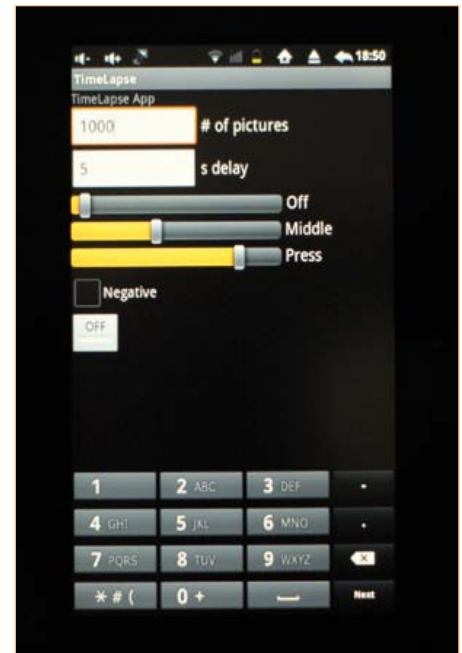 18:50
TimeLapse
TimeLapse App
1000 # of pictures
5 s delay
Off
Middle
Press
Negative
OFF
1 2 ABC 3 DEF -
4 GHI 5 JKL 6 MNO .
7 PQRS 8 TUV 9 WXYZ
* # ( 0 +
Next